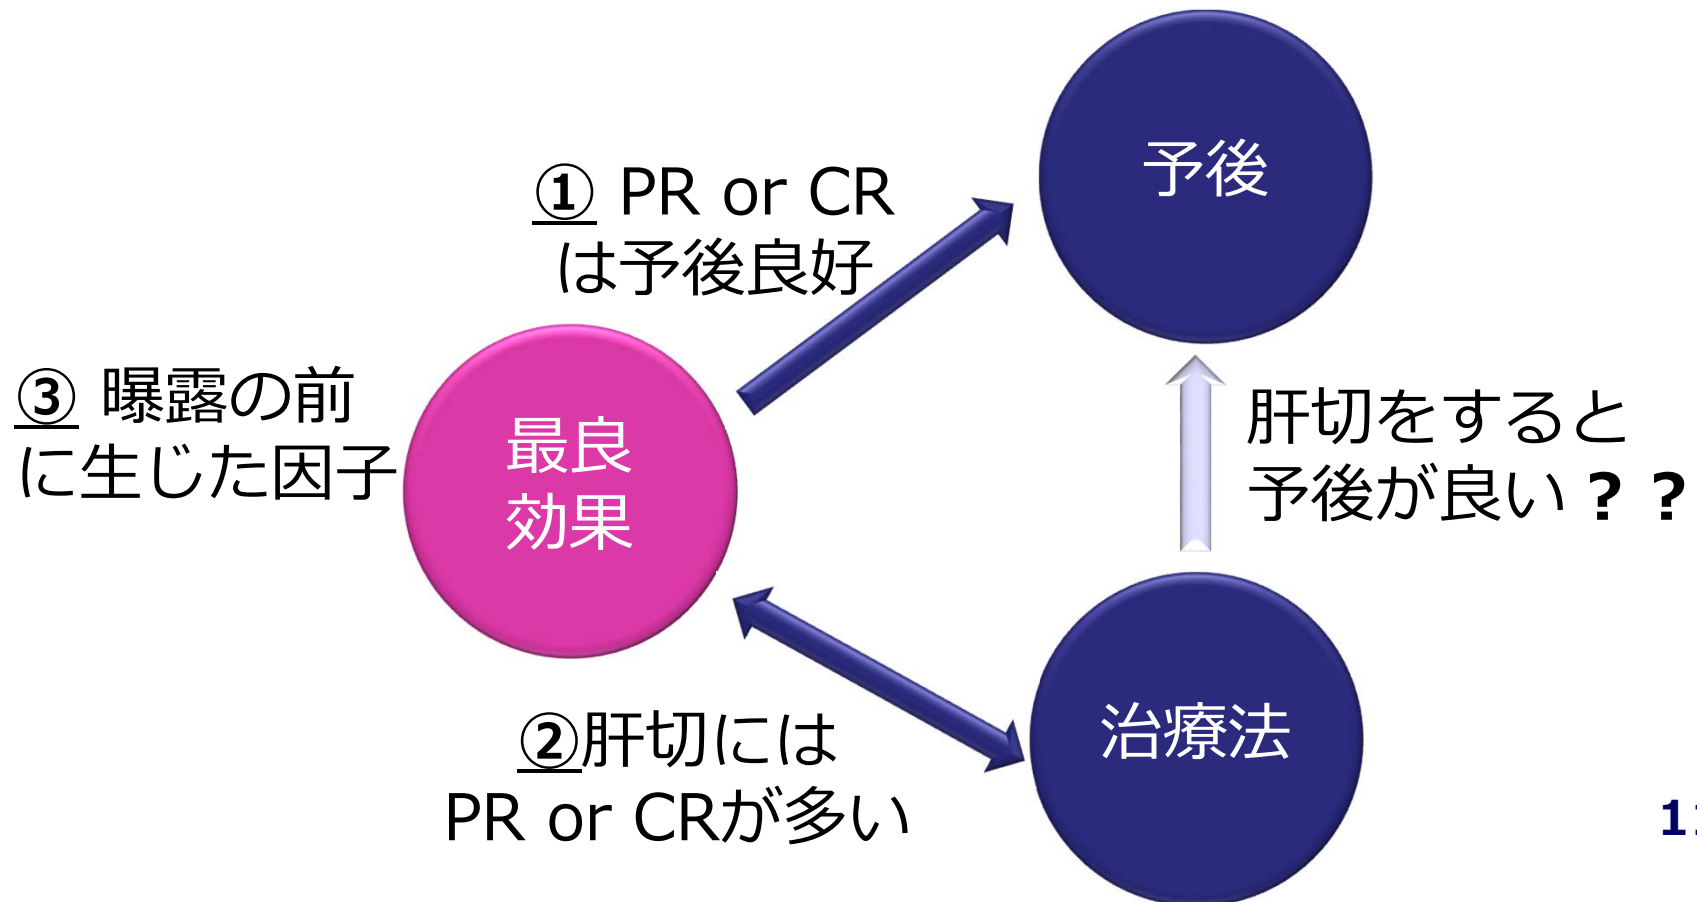 予後
① PR or CR
は予後良好
③ 曝露の前
に生じた因子
最良
効果
肝切をすると
予後が良い？？
②肝切には
PR or CRが多い
治療法